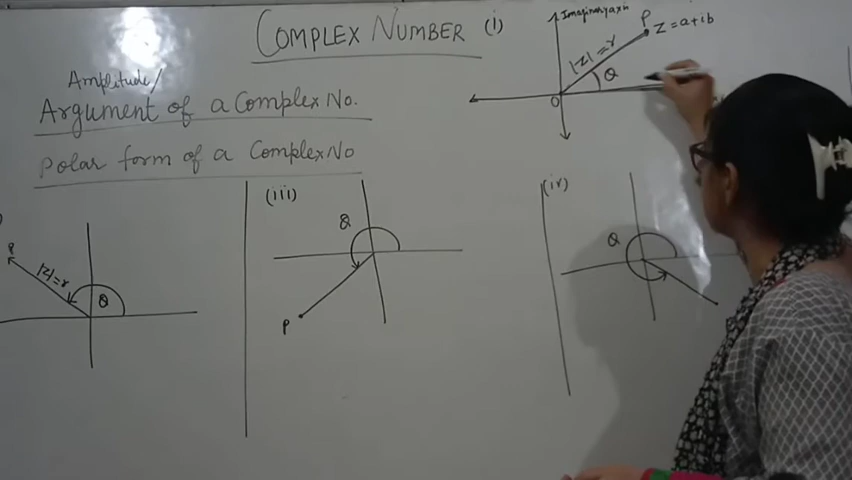 COMPLEX NUMBER (i)
Imaginary axis
P
Z = a+ib
|Z| = r
θ
O
Amplitude/
Argument of a Complex No.
Polar form of a Complex No
P
|Z|=r
θ
(iii)
θ
P
(iv)
θ